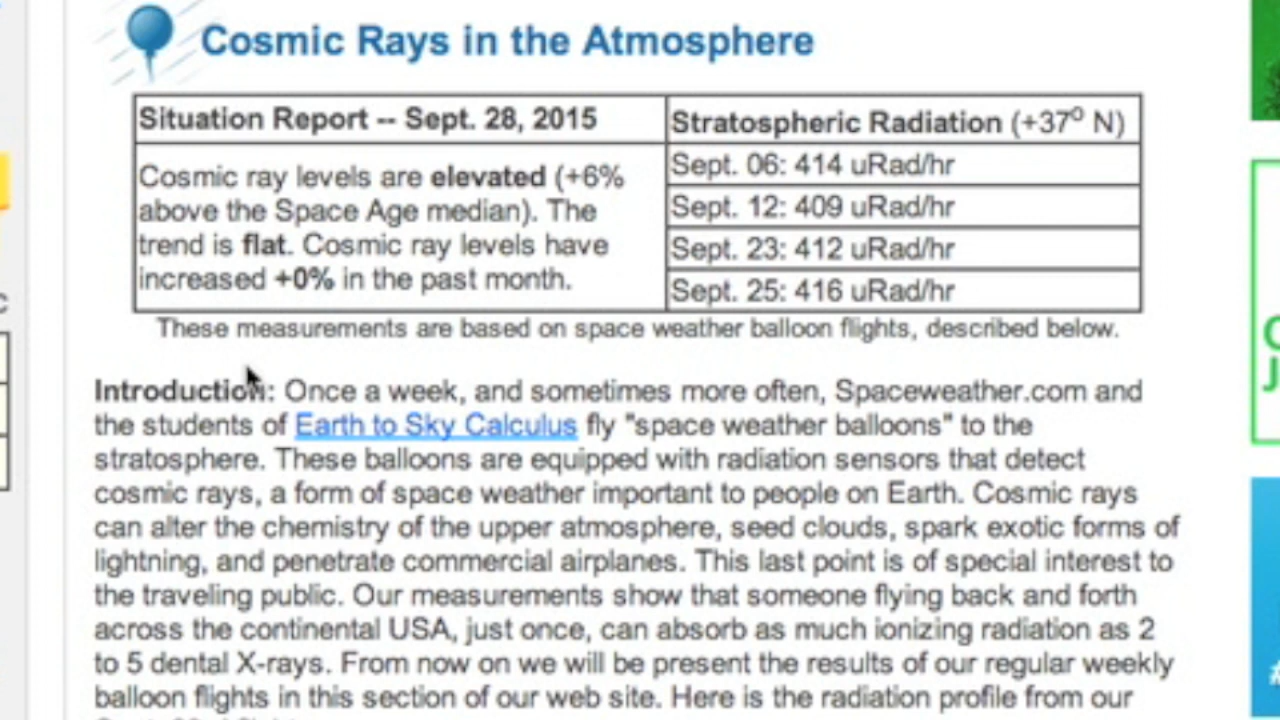 Cosmic Rays in the Atmosphere
Situation Report -- Sept. 28, 2015
Stratospheric Radiation (+37⁰ N)
Cosmic ray levels are elevated (+6%
above the Space Age median). The
trend is flat. Cosmic ray levels have
increased +0% in the past month.
Sept. 06: 414 uRad/hr
Sept. 12: 409 uRad/hr
Sept. 23: 412 uRad/hr
Sept. 25: 416 uRad/hr
These measurements are based on space weather balloon flights, described below.
Introduction: Once a week, and sometimes more often, Spaceweather.com and
the students of Earth to Sky Calculus fly "space weather balloons" to the
stratosphere. These balloons are equipped with radiation sensors that detect
cosmic rays, a form of space weather important to people on Earth. Cosmic rays
can alter the chemistry of the upper atmosphere, seed clouds, spark exotic forms of
lightning, and penetrate commercial airplanes. This last point is of special interest to
the traveling public. Our measurements show that someone flying back and forth
across the continental USA, just once, can absorb as much ionizing radiation as 2
to 5 dental X-rays. From now on we will be present the results of our regular weekly
balloon flights in this section of our web site. Here is the radiation profile from our